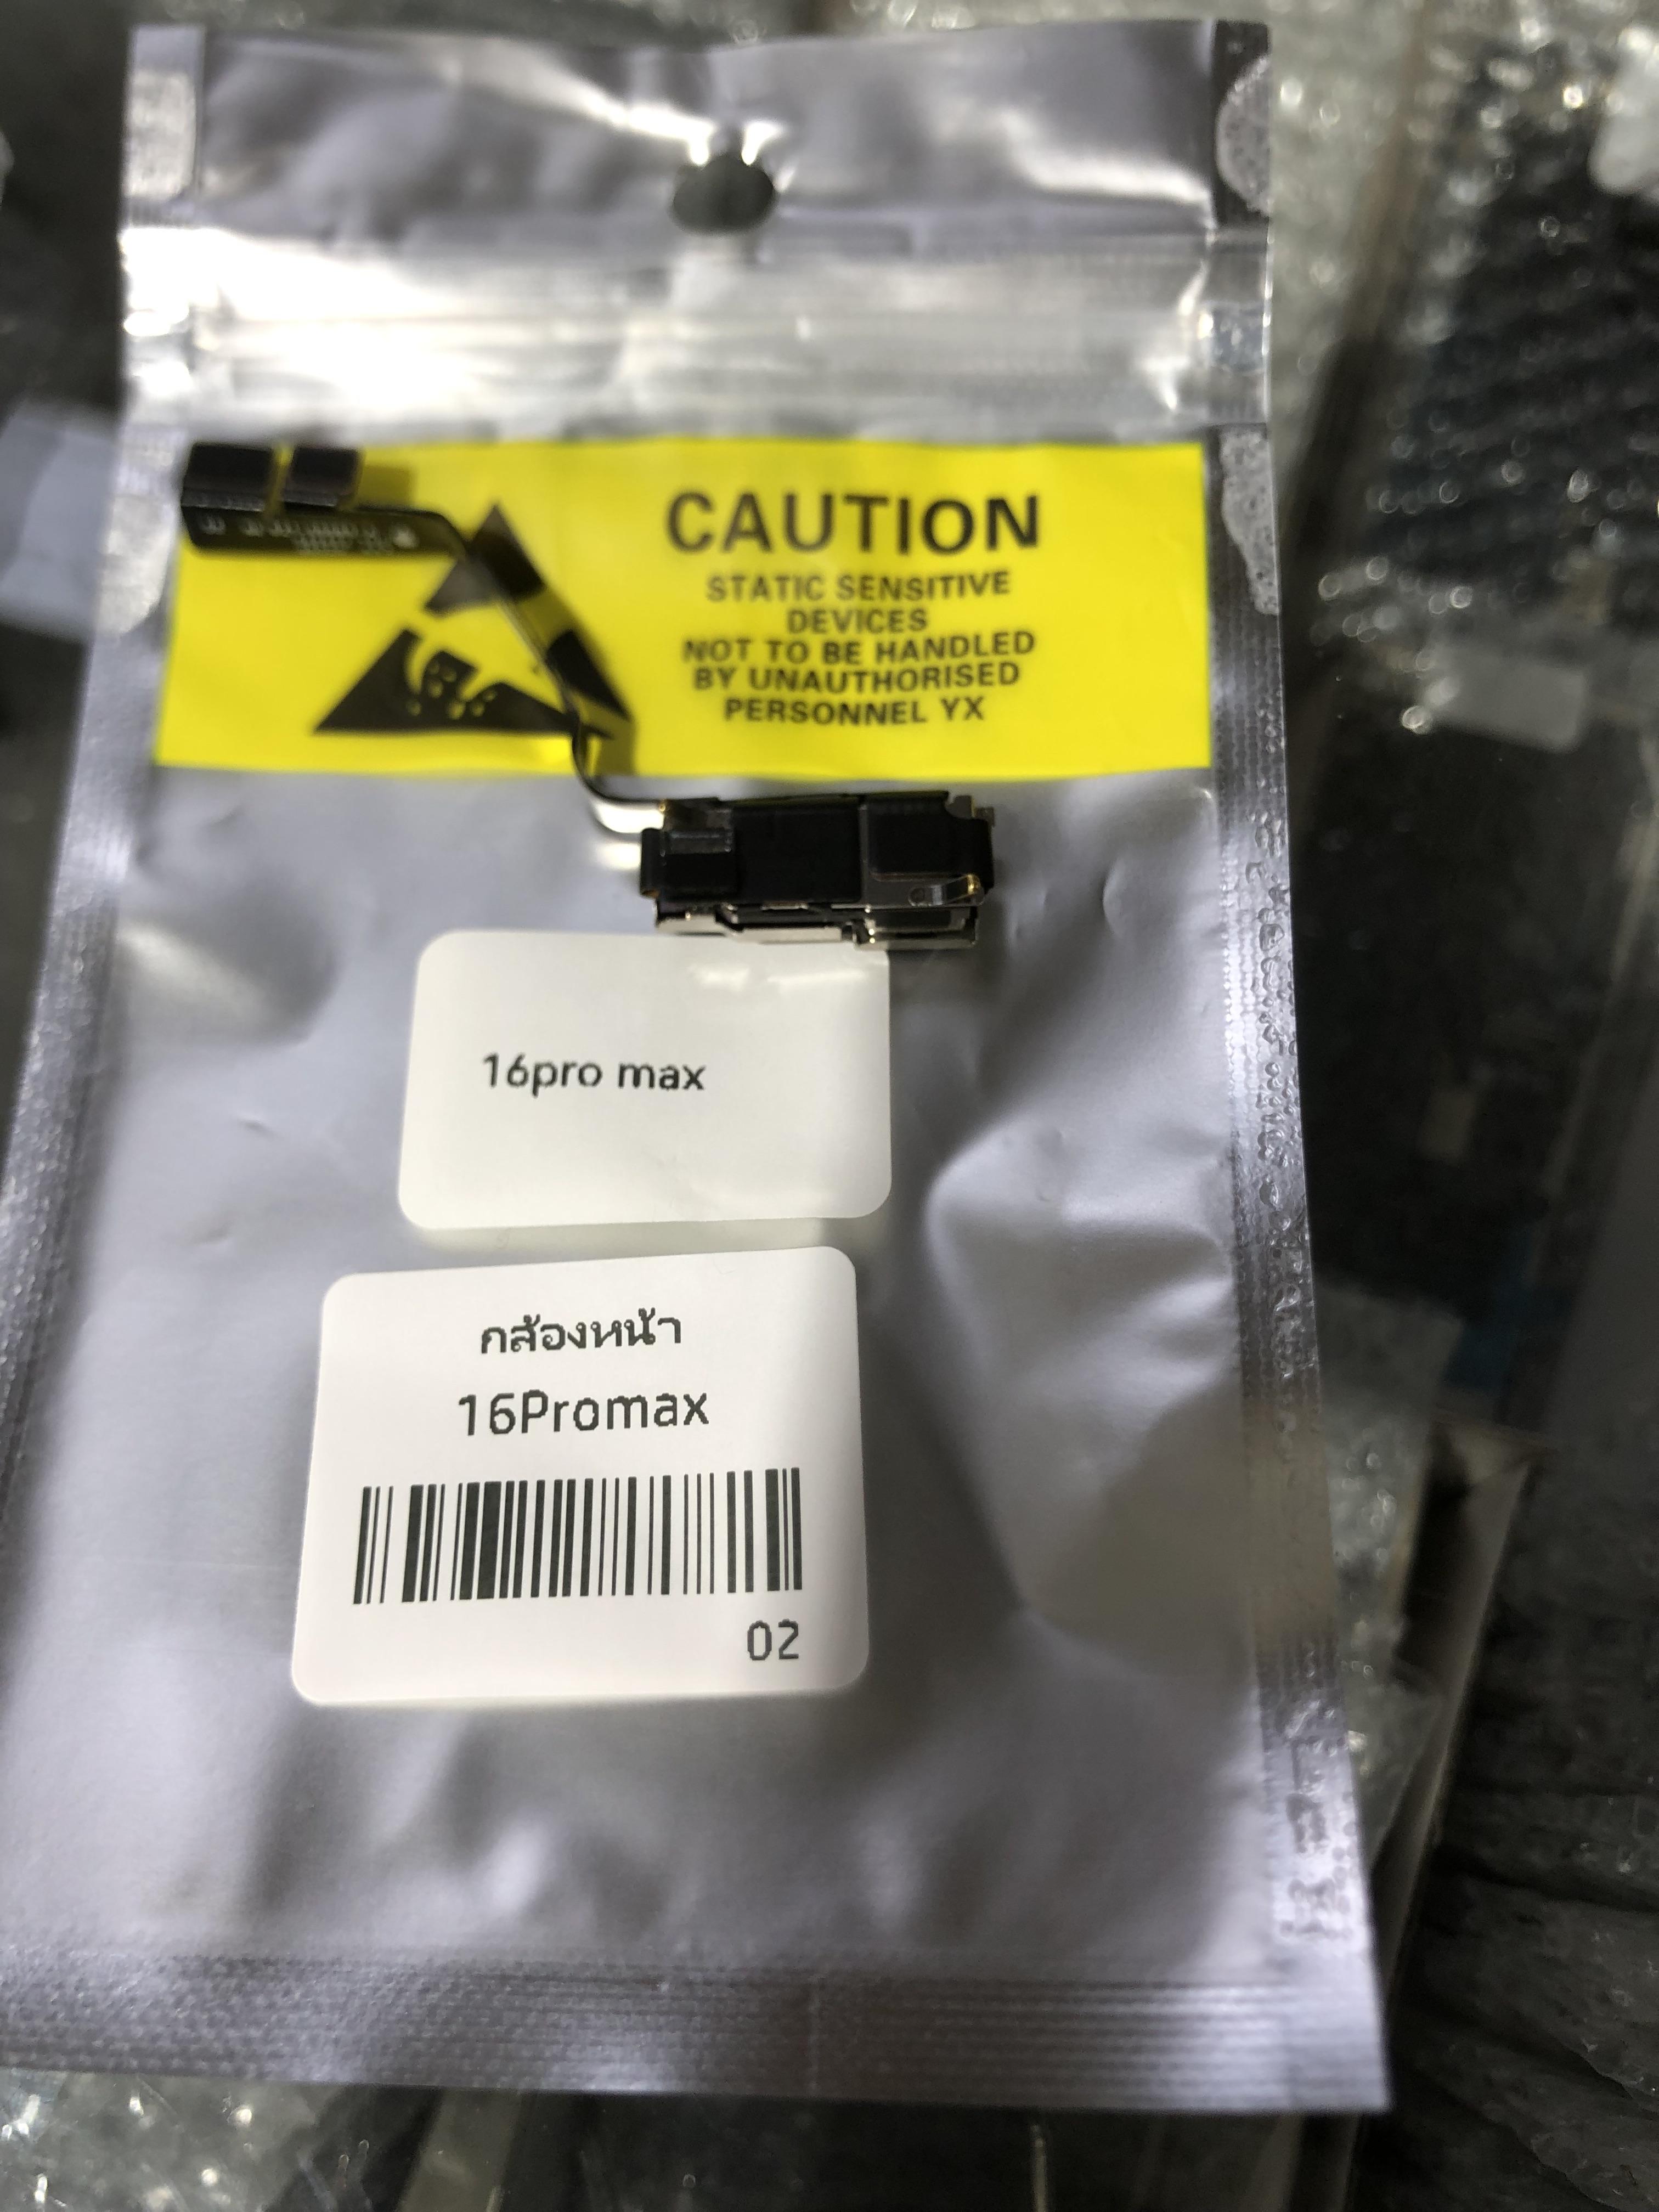 CAUTION
STATIC SENSITIVE
DEVICES
NOT TO BE HANDLED
BY UNAUTHORISED
PERSONNEL YX
16pro max
กล้องหน้า
16Promax
02